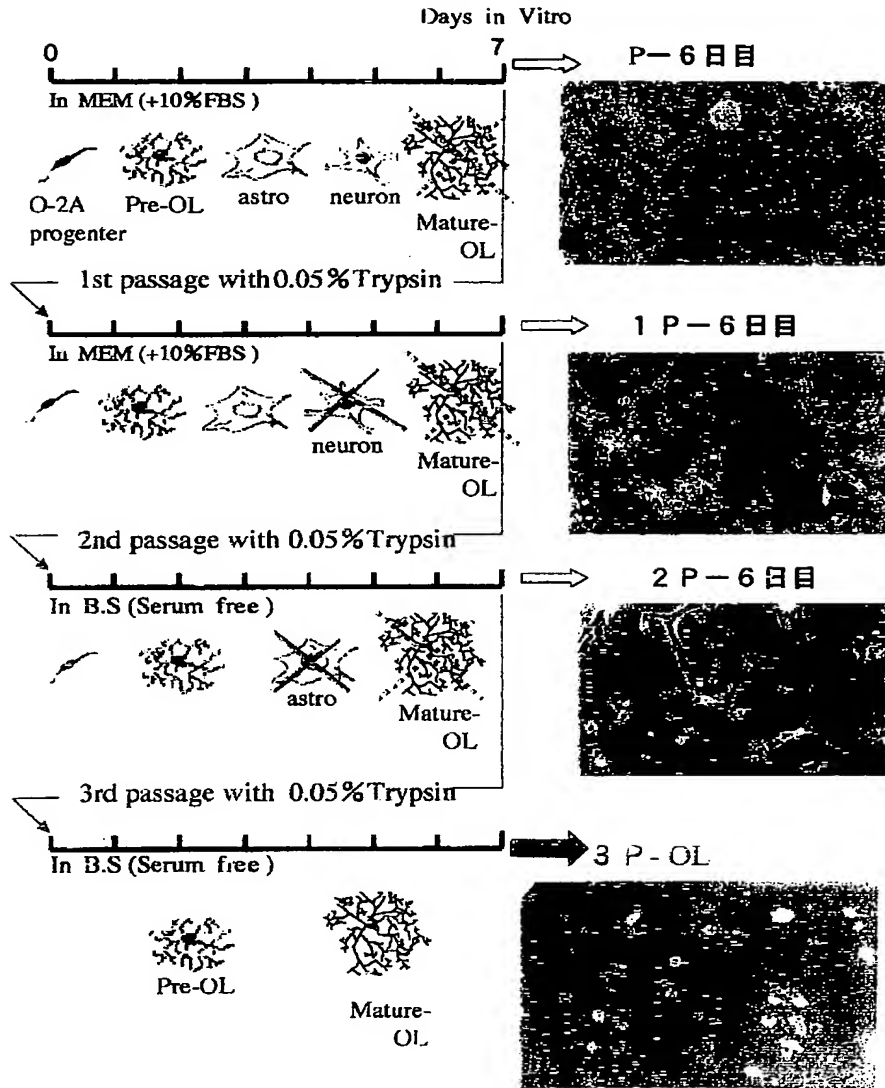 Days in Vitro
0
7
P－6日目
In MEM (+10%FBS)
O-2A
progenter
Pre-OL
astro
neuron
Mature-
OL
1st passage with 0.05%Trypsin
1 P－6日目
In MEM (+10%FBS)
neuron
Mature-
OL
2nd passage with 0.05%Trypsin
2 P－6日目
In B.S (Serum free)
astro
Mature-
OL
3rd passage with 0.05%Trypsin
3 P-OL
In B.S (Serum free)
Pre-OL
Mature-
OL